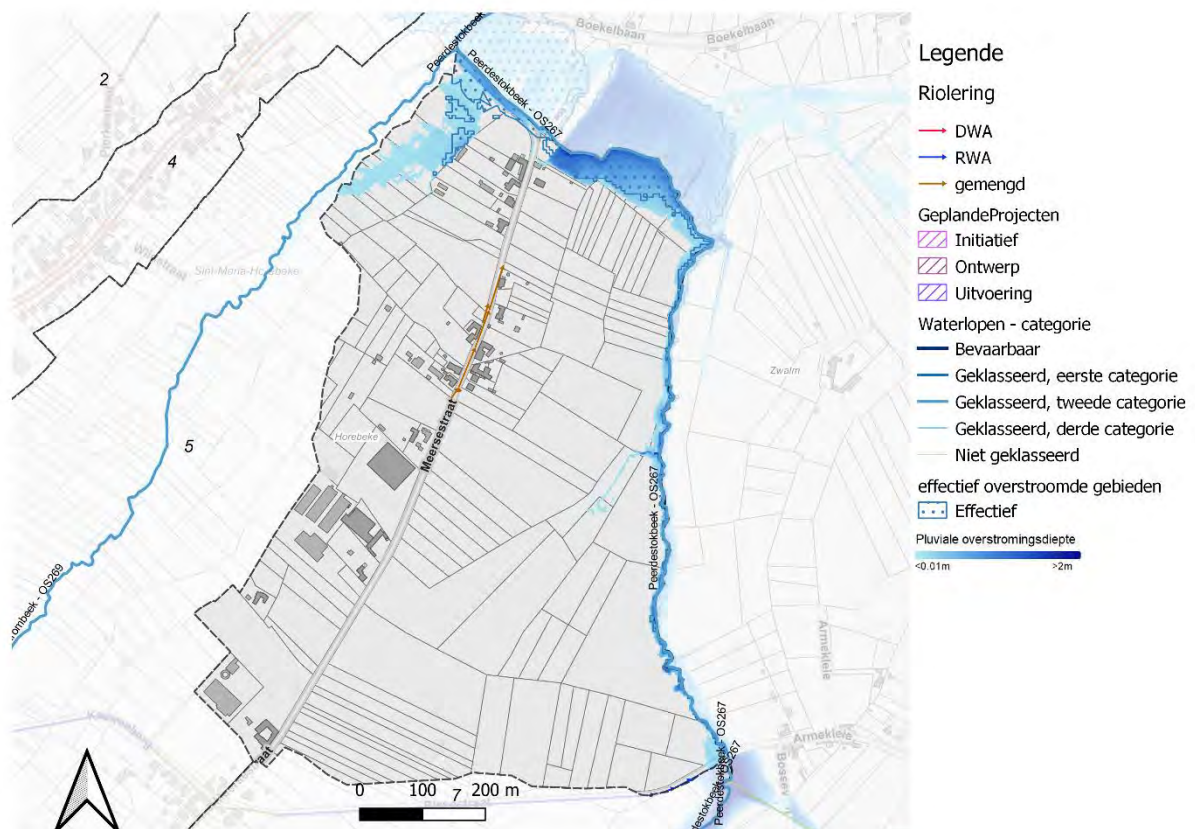 Peerdestokbeek
Peerdestokbeek - OS267
Boekelbaan
Boekelbaan
2
4
Sint-Maria-Horebeke
Zwalm
5
Meersestraat
Horebeke
Peerdestokbeek - OS267
ombeek - OS269
Armekleie
Armekleie
Peerdestokbeek - OS267
OS267
aat
0 100 200 m
7
Legende
Riolering
DWA
RWA
gemengd
GeplandeProjecten
Initiatief
Ontwerp
Uitvoering
Waterlopen - categorie
Bevaarbaar
Geklasseerd, eerste categorie
Geklasseerd, tweede categorie
Geklasseerd, derde categorie
Niet geklasseerd
effectief overstroomde gebieden
Effectief
Pluviale overstromingsdiepte
<0.01m >2m